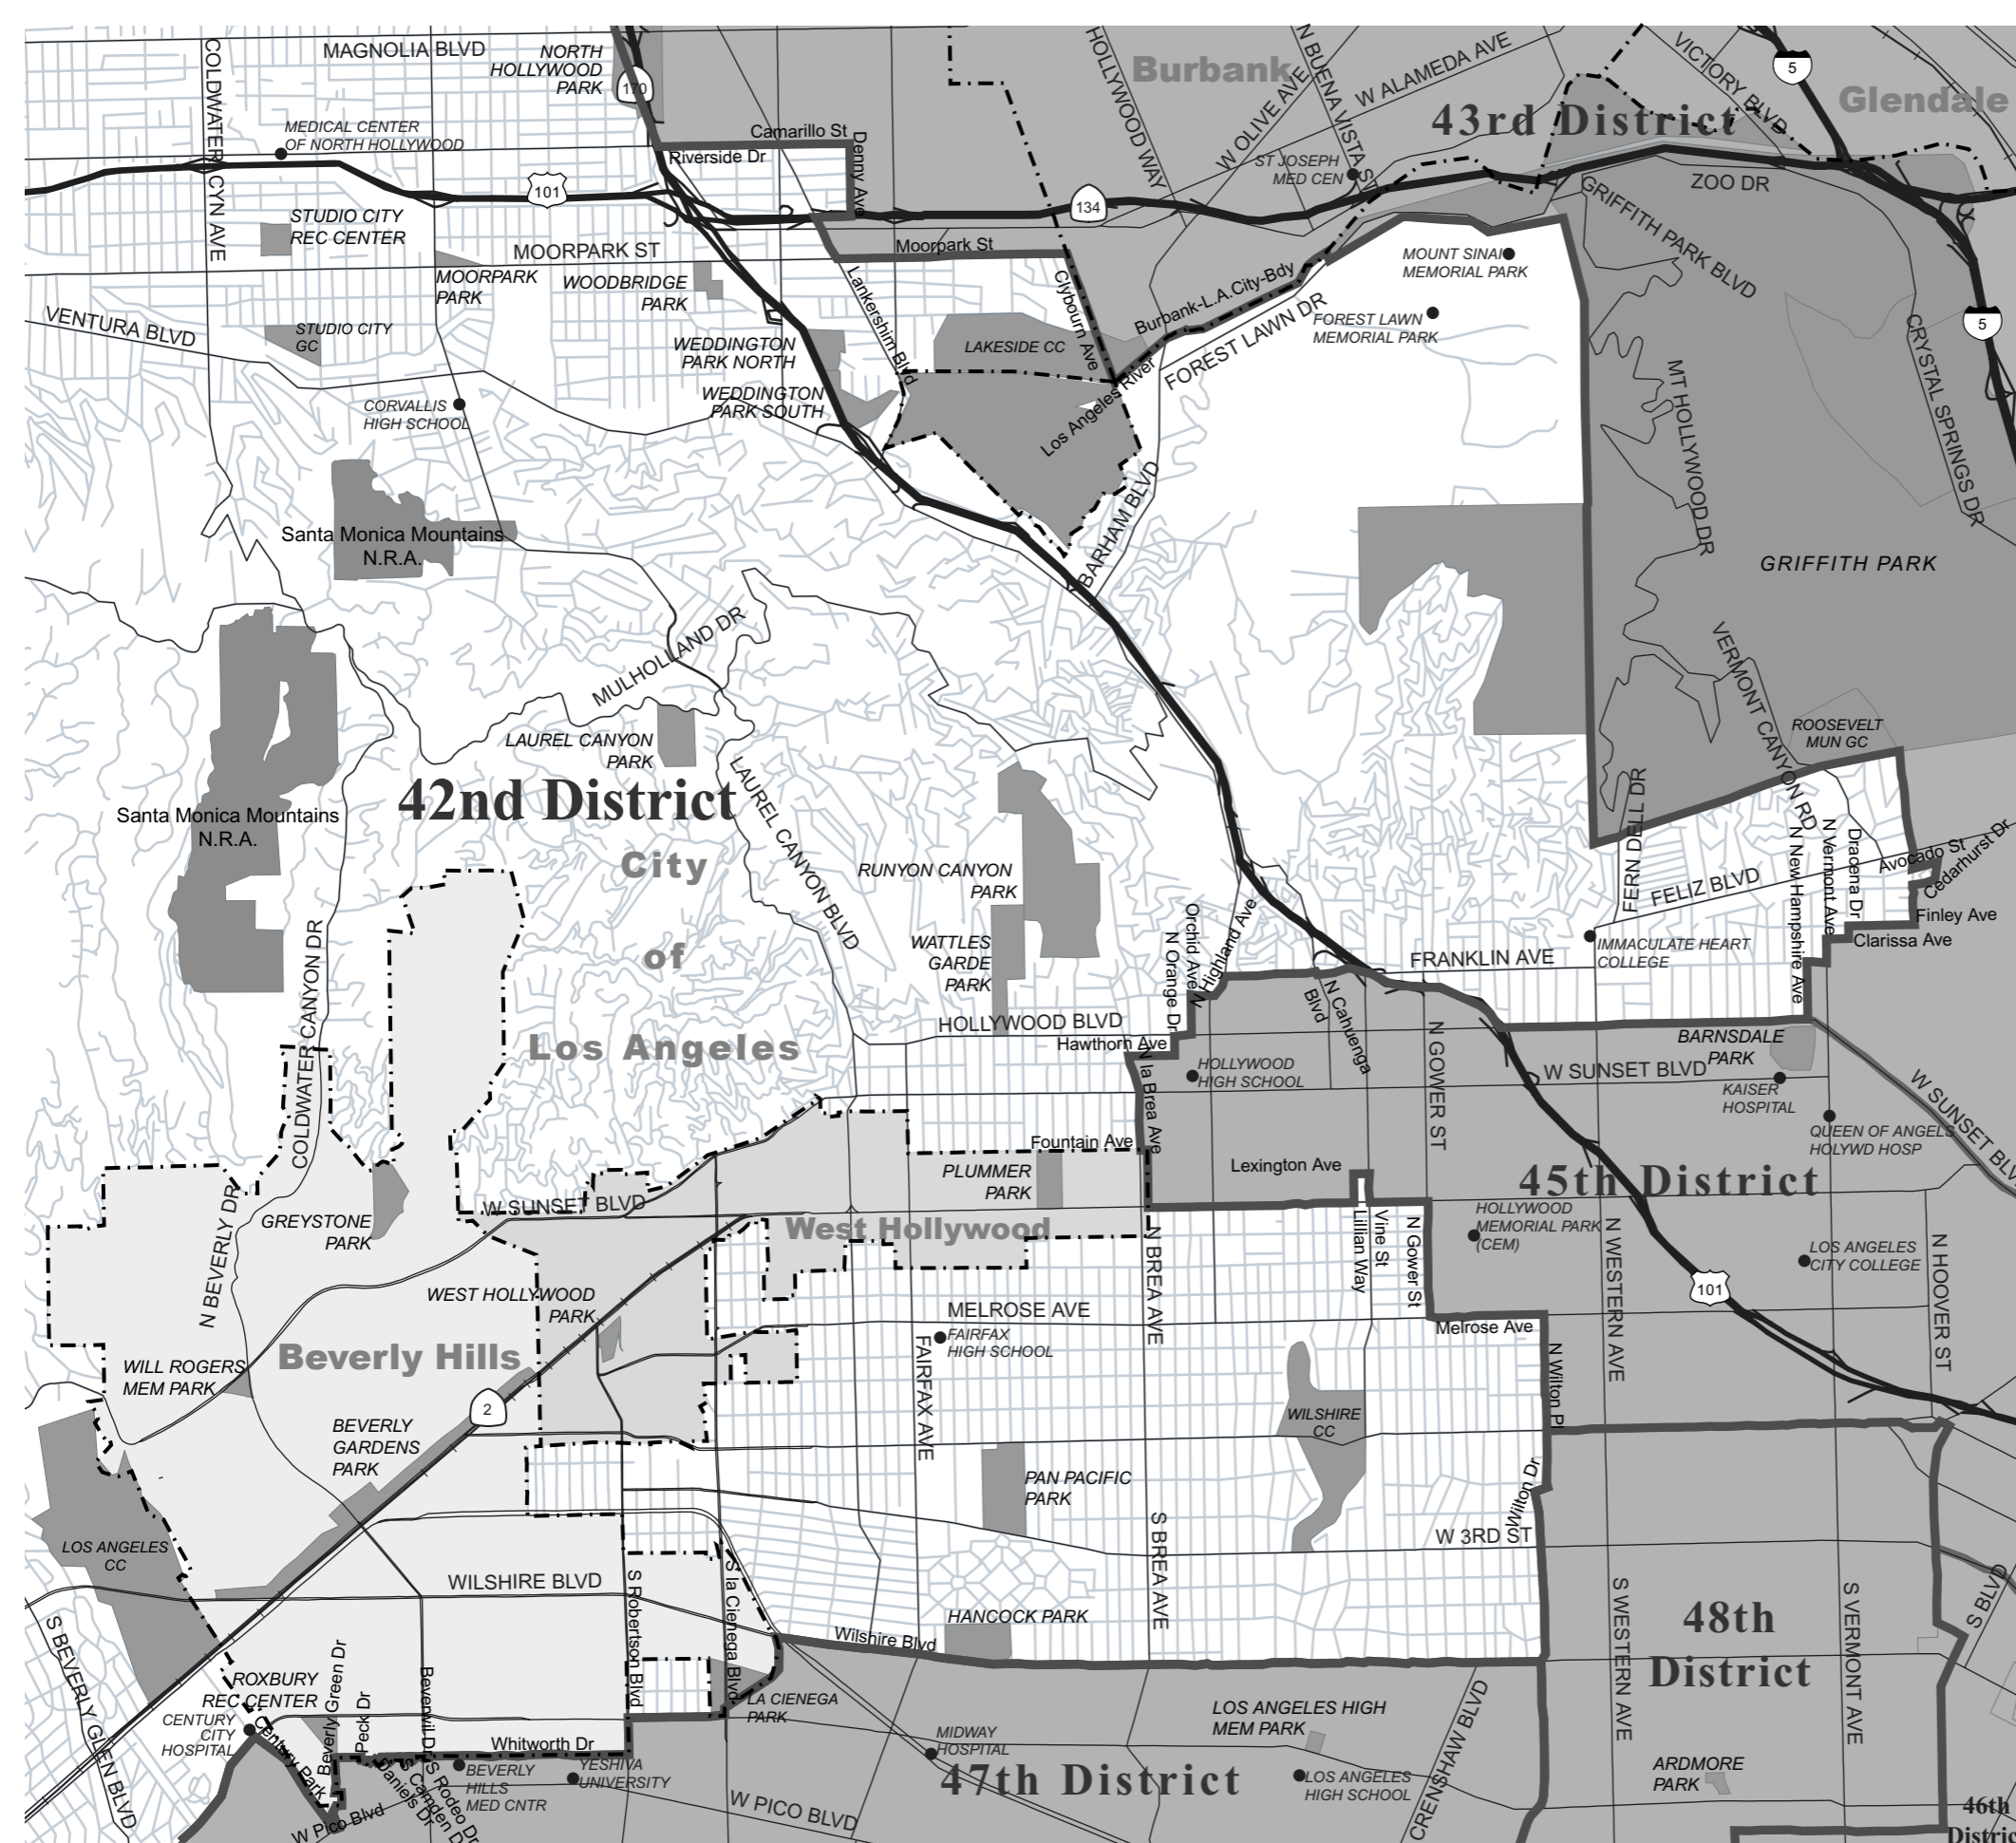 MAGNOLIA BLVD
NORTH
HOLLYWOOD
PARK
170
COLDWATER CYN AVE
MEDICAL CENTER
OF NORTH HOLLYWOOD
Camarillo St
Riverside Dr
Denny Ave
HOLLYWOOD WAY
Burbank
N BUENA VISTA ST
W OLIVE AVE
W ALAMEDA AVE
43rd District
VICTORY BLVD
5
Glendale
ST JOSEPH
MED CEN
101
134
ZOO DR
GRIFFITH PARK BLVD
STUDIO CITY
REC CENTER
MOORPARK ST
Moorpark St
MOORPARK
PARK
WOODBRIDGE
PARK
Lankershim Blvd
Clybourn Ave
Burbank-L.A.City-Bdy
MOUNT SINAI
MEMORIAL PARK
VENTURA BLVD
STUDIO CITY
GC
WEDDINGTON
PARK NORTH
LAKESIDE CC
FOREST LAWN DR
FOREST LAWN
MEMORIAL PARK
5
CRYSTAL SPRINGS DR
CORVALLIS
HIGH SCHOOL
WEDDINGTON
PARK SOUTH
Los Angeles River
MT HOLLYWOOD DR
BARHAM BLVD
Santa Monica Mountains
N.R.A.
GRIFFITH PARK
MULHOLLAND DR
VERMONT CANYON RD
LAUREL CANYON
PARK
ROOSEVELT
MUN GC
42nd District
LAUREL CANYON BLVD
Santa Monica Mountains
N.R.A.
City
of
Los Angeles
RUNYON CANYON
PARK
FERN DELL DR
N New Hampshire Ave
N Vermont Ave
Dracena Dr
Avocado St
Cedarhurst Dr
FELIZ BLVD
Finley Ave
Clarissa Ave
WATTLES
GARDE
PARK
N Orange Dr
Orchid Ave
N Highland Ave
FRANKLIN AVE
IMMACULATE HEART
COLLEGE
COLDWATER CANYON DR
HOLLYWOOD BLVD
Hawthorn Ave
Blvd
N Cahuenga
N GOWER ST
BARNSDALE
PARK
HOLLYWOOD
HIGH SCHOOL
W SUNSET BLVD
KAISER
HOSPITAL
W SUNSET BLVD
N la Brea Ave
QUEEN OF ANGELS
HOLYWD HOSP
Fountain Ave
Lexington Ave
45th District
PLUMMER
PARK
W SUNSET BLVD
GREYSTONE
PARK
N BEVERLY DR
West Hollywood
N BREA AVE
Lillian Way
Vine St
N Gower St
HOLLYWOOD
MEMORIAL PARK
(CEM)
N WESTERN AVE
LOS ANGELES
CITY COLLEGE
N HOOVER ST
WEST HOLLYWOOD
PARK
101
MELROSE AVE
Melrose Ave
FAIRFAX
HIGH SCHOOL
Beverly Hills
WILL ROGERS
MEM PARK
FAIRFAX AVE
N Wilton Pl
2
WILSHIRE
CC
BEVERLY
GARDENS
PARK
PAN PACIFIC
PARK
Wilton Dr
S BREA AVE
W 3RD ST
LOS ANGELES
CC
WILSHIRE BLVD
S Robertson Blvd
S la Cienega Blvd
HANCOCK PARK
S WESTERN AVE
S VERMONT AVE
S BLVD
48th
District
S BEVERLY GLEN BLVD
Wilshire Blvd
ROXBURY
REC CENTER
Beverly Green Dr
Peck Dr
Beverwil Dr
LA CIENEGA
PARK
CENTURY
CITY
HOSPITAL
Century Park
Whitworth Dr
LOS ANGELES HIGH
MEM PARK
CRENSHAW BLVD
MIDWAY
HOSPITAL
ARDMORE
PARK
BEVERLY
HILLS
MED CNTR
YESHIVA
UNIVERSITY
47th District
LOS ANGELES
HIGH SCHOOL
Daniels Dr
S Camden D
S Rodeo Dr
W Pico Blvd
W PICO BLVD
46th
Distric